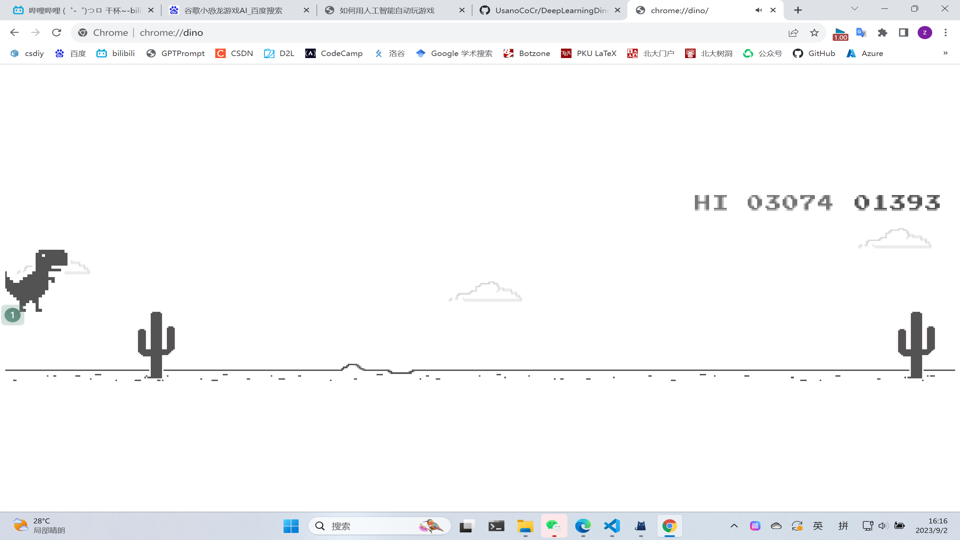 哔哩哔哩 (゜-゜)つロ 干杯~-bili
谷歌小恐龙游戏AI_百度搜索
如何用人工智能自动玩游戏
UsanoCoCr/DeepLearningDin
chrome://dino/
Chrome | chrome://dino
1.00
z
csdiy
百度
bilibili
GPTPrompt
CSDN
D2L
CodeCamp
洛谷
Google 学术搜索
Botzone
PKU LaTeX
北大门户
北大树洞
公众号
GitHub
Azure
»
HI 03074 01393
1
28°C
局部晴朗
搜索
英
拼
16:16
2023/9/2